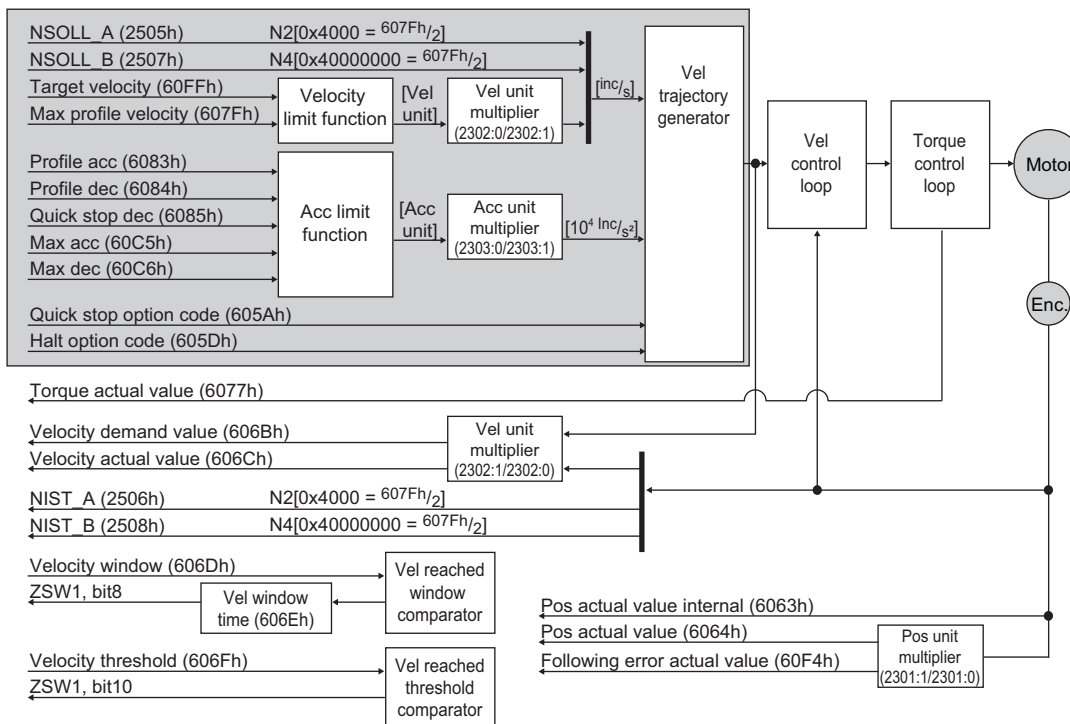 NSOLL_A (2505h) N2[0x4000 = 607Fh/2]
NSOLL_B (2507h) N4[0x40000000 = 607Fh/2]
Target velocity (60FFh)
Max profile velocity (607Fh)
Velocity
limit function
[Vel
unit]
Vel unit
multiplier
(2302:0/2302:1)
[inc/s]
Vel
trajectory
generator
Profile acc (6083h)
Profile dec (6084h)
Quick stop dec (6085h)
Max acc (60C5h)
Max dec (60C6h)
Acc limit
function
[Acc
unit]
Acc unit
multiplier
(2303:0/2303:1)
[10⁴ Inc/s²]
Quick stop option code (605Ah)
Halt option code (605Dh)
Vel
control
loop
Torque
control
loop
Motor
Enc.
Torque actual value (6077h)
Velocity demand value (606Bh)
Velocity actual value (606Ch)
Vel unit
multiplier
(2302:1/2302:0)
NIST_A (2506h) N2[0x4000 = 607Fh/2]
NIST_B (2508h) N4[0x40000000 = 607Fh/2]
Velocity window (606Dh)
ZSW1, bit8
Vel window
time (606Eh)
Vel reached
window
comparator
Velocity threshold (606Fh)
ZSW1, bit10
Vel reached
threshold
comparator
Pos actual value internal (6063h)
Pos actual value (6064h)
Following error actual value (60F4h)
Pos unit
multiplier
(2301:1/2301:0)